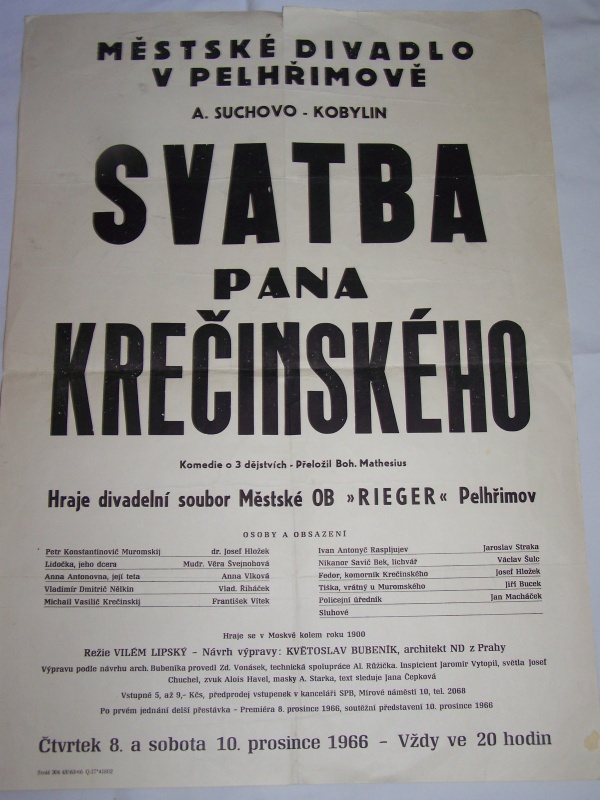 MĚSTSKÉ DIVADLO
V PELHŘIMOVĚ
A. SUCHOVO - KOBYLIN
SVATBA
PANA
KREČINSKÉHO
Komedie o 3 dějstvích - Přeložil Boh. Mathesius
Hraje divadelní soubor Městské OB »RIEGER« Pelhřimov
OSOBY A OBSAZENÍ
Petr Konstantinovič Muromskij dr. Josef Hložek
Lidočka, jeho dcera Mudr. Věra Švejnohová
Anna Antonovna, její teta Anna Vlková
Vladimír Dmitrič Nělkin Vlad. Řiháček
Michail Vasilič Krečinskij František Vítek
Ivan Antonyč Raspljujev Jaroslav Straka
Nikanor Savič Bek, lichvář Václav Šulc
Fedor, komorník Krečinského Josef Hložek
Tiška, vrátný u Muromského Jiří Bucek
Policejní úředník Jan Macháček
Sluhové
Hraje se v Moskvě kolem roku 1900
Režie VILÉM LIPSKÝ - Návrh výpravy: KVĚTOSLAV BUBENÍK, architekt ND z Prahy
Výpravu podle návrhu arch. Bubeníka provedl Zd. Vonásek, technická spolupráce Al. Růžička. Inspicient Jaromír Vytopil, světla Josef
Chuchel, zvuk Alois Havel, masky A. Starka, text sleduje Jana Čepková
Vstupné 5, až 9,- Kčs, předprodej vstupenek v kanceláři SPB, Mírové náměstí 10, tel. 2068
Po prvém jednání delší přestávka - Premiéra 8. prosince 1966, soutěžní představení 10. prosince 1966
Čtvrtek 8. a sobota 10. prosince 1966 - Vždy ve 20 hodin